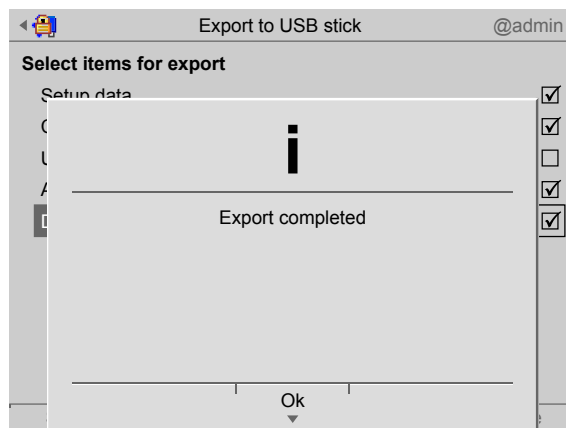 Export to USB stick
@admin
Select items for export
Setup data
i
Export completed
Ok